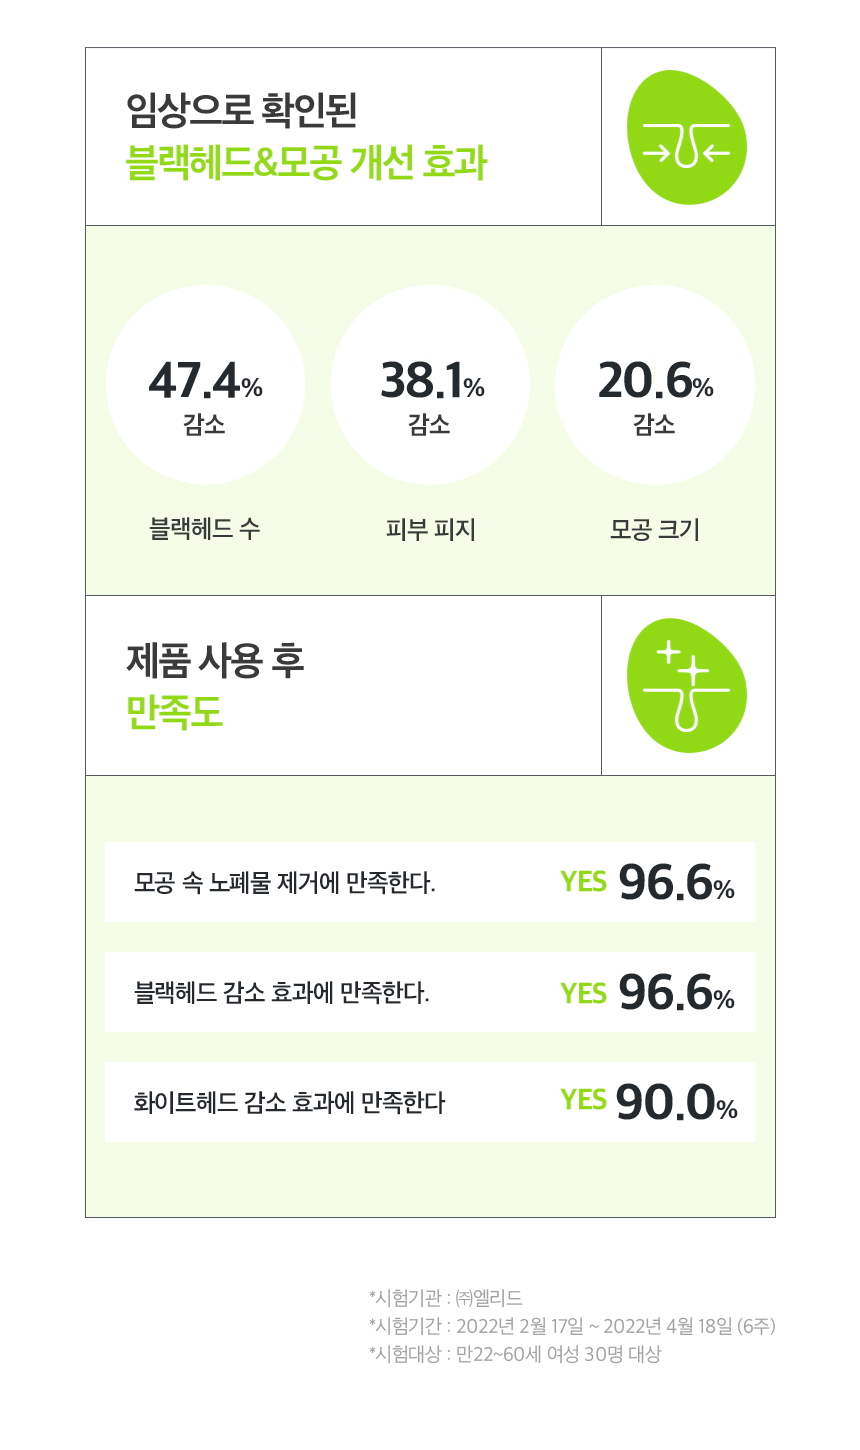 임상으로 확인된
블랙헤드&모공 개선 효과
47.4% 38.1% 20.6%
감소 감소 감소
블랙헤드 수 피부 피지 모공 크기
제품 사용 후
만족도
모공 속 노폐물 제거에 만족한다. YES 96.6%
블랙헤드 감소 효과에 만족한다. YES 96.6%
화이트헤드 감소 효과에 만족한다 YES 90.0%
*시험기관 : ㈜엘리드
*시험기간 : 2022년 2월 17일 ~ 2022년 4월 18일 (6주)
*시험대상 : 만22~60세 여성 30명 대상